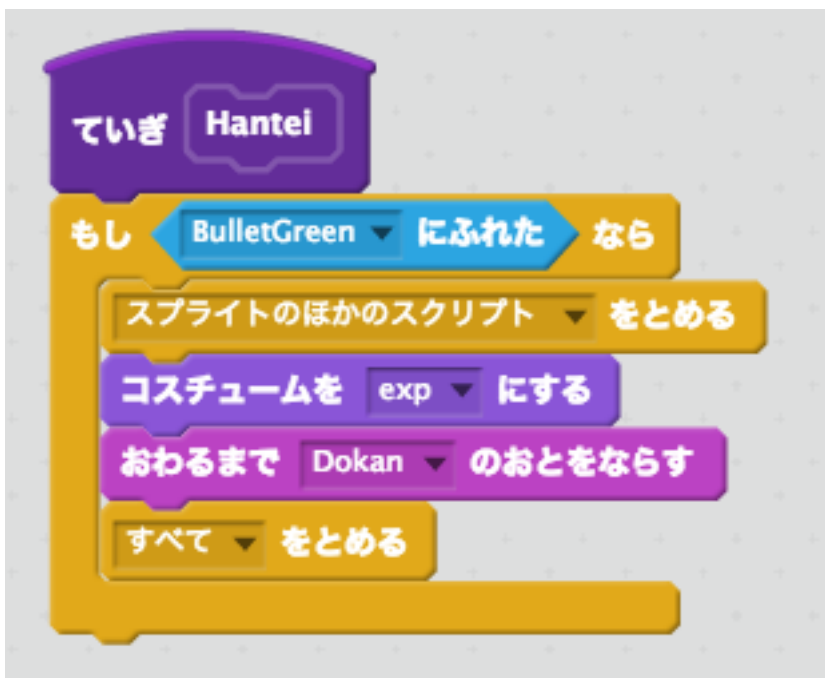 ていぎ Hantei
もし BulletGreen にふれた なら
スプライトのほかのスクリプト をとめる
コスチュームを exp にする
おわるまで Dokan のおとをならす
すべて をとめる